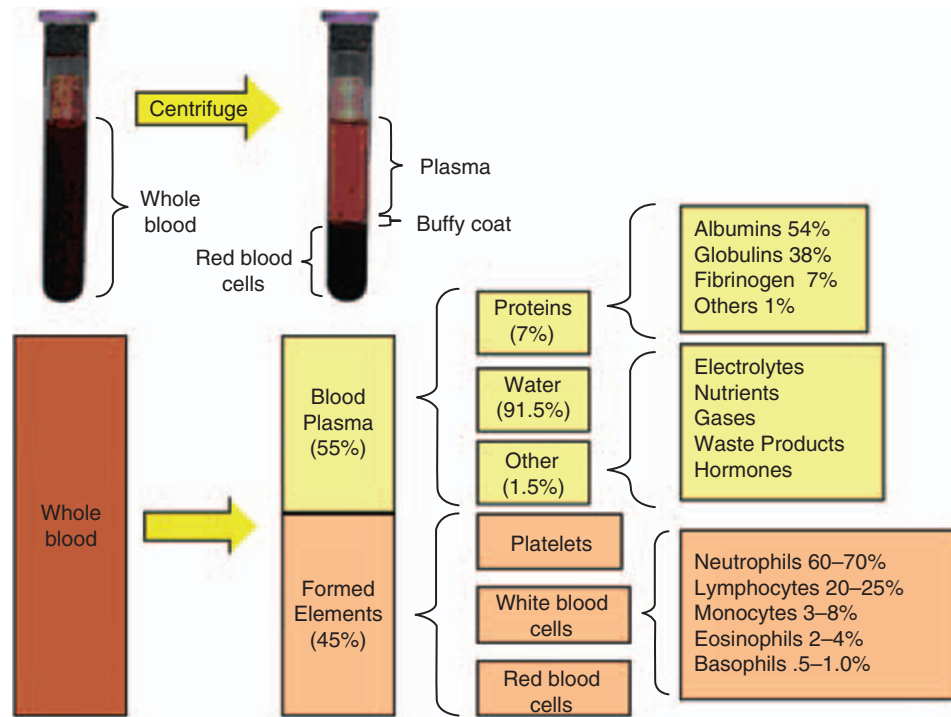 Centrifuge
Whole
blood
Plasma
Buffy coat
Red blood
cells
Whole
blood
Blood
Plasma
(55%)
Formed
Elements
(45%)
Proteins
(7%)
Water
(91.5%)
Other
(1.5%)
Platelets
White blood
cells
Red blood
cells
Albumins 54%
Globulins 38%
Fibrinogen 7%
Others 1%
Electrolytes
Nutrients
Gases
Waste Products
Hormones
Neutrophils 60–70%
Lymphocytes 20–25%
Monocytes 3–8%
Eosinophils 2–4%
Basophils .5–1.0%